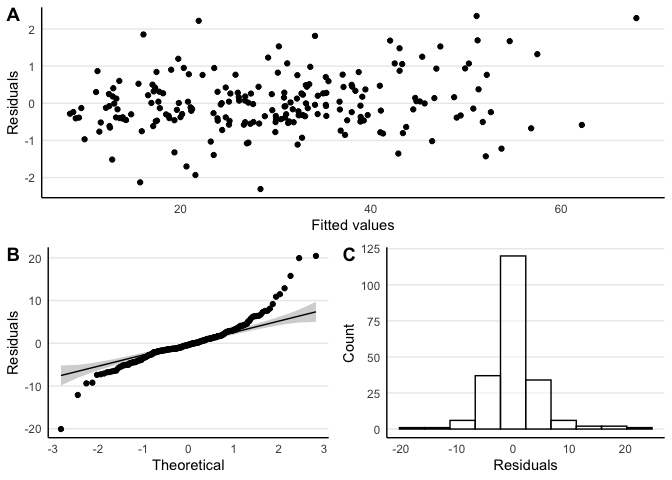 A
Residuals
2
1
0
-1
-2
20 40 60
Fitted values
B
Residuals
20
10
0
-10
-20
-3 -2 -1 0 1 2 3
Theoretical
C
Count
125
100
75
50
25
0
-20 -10 0 10 20
Residuals